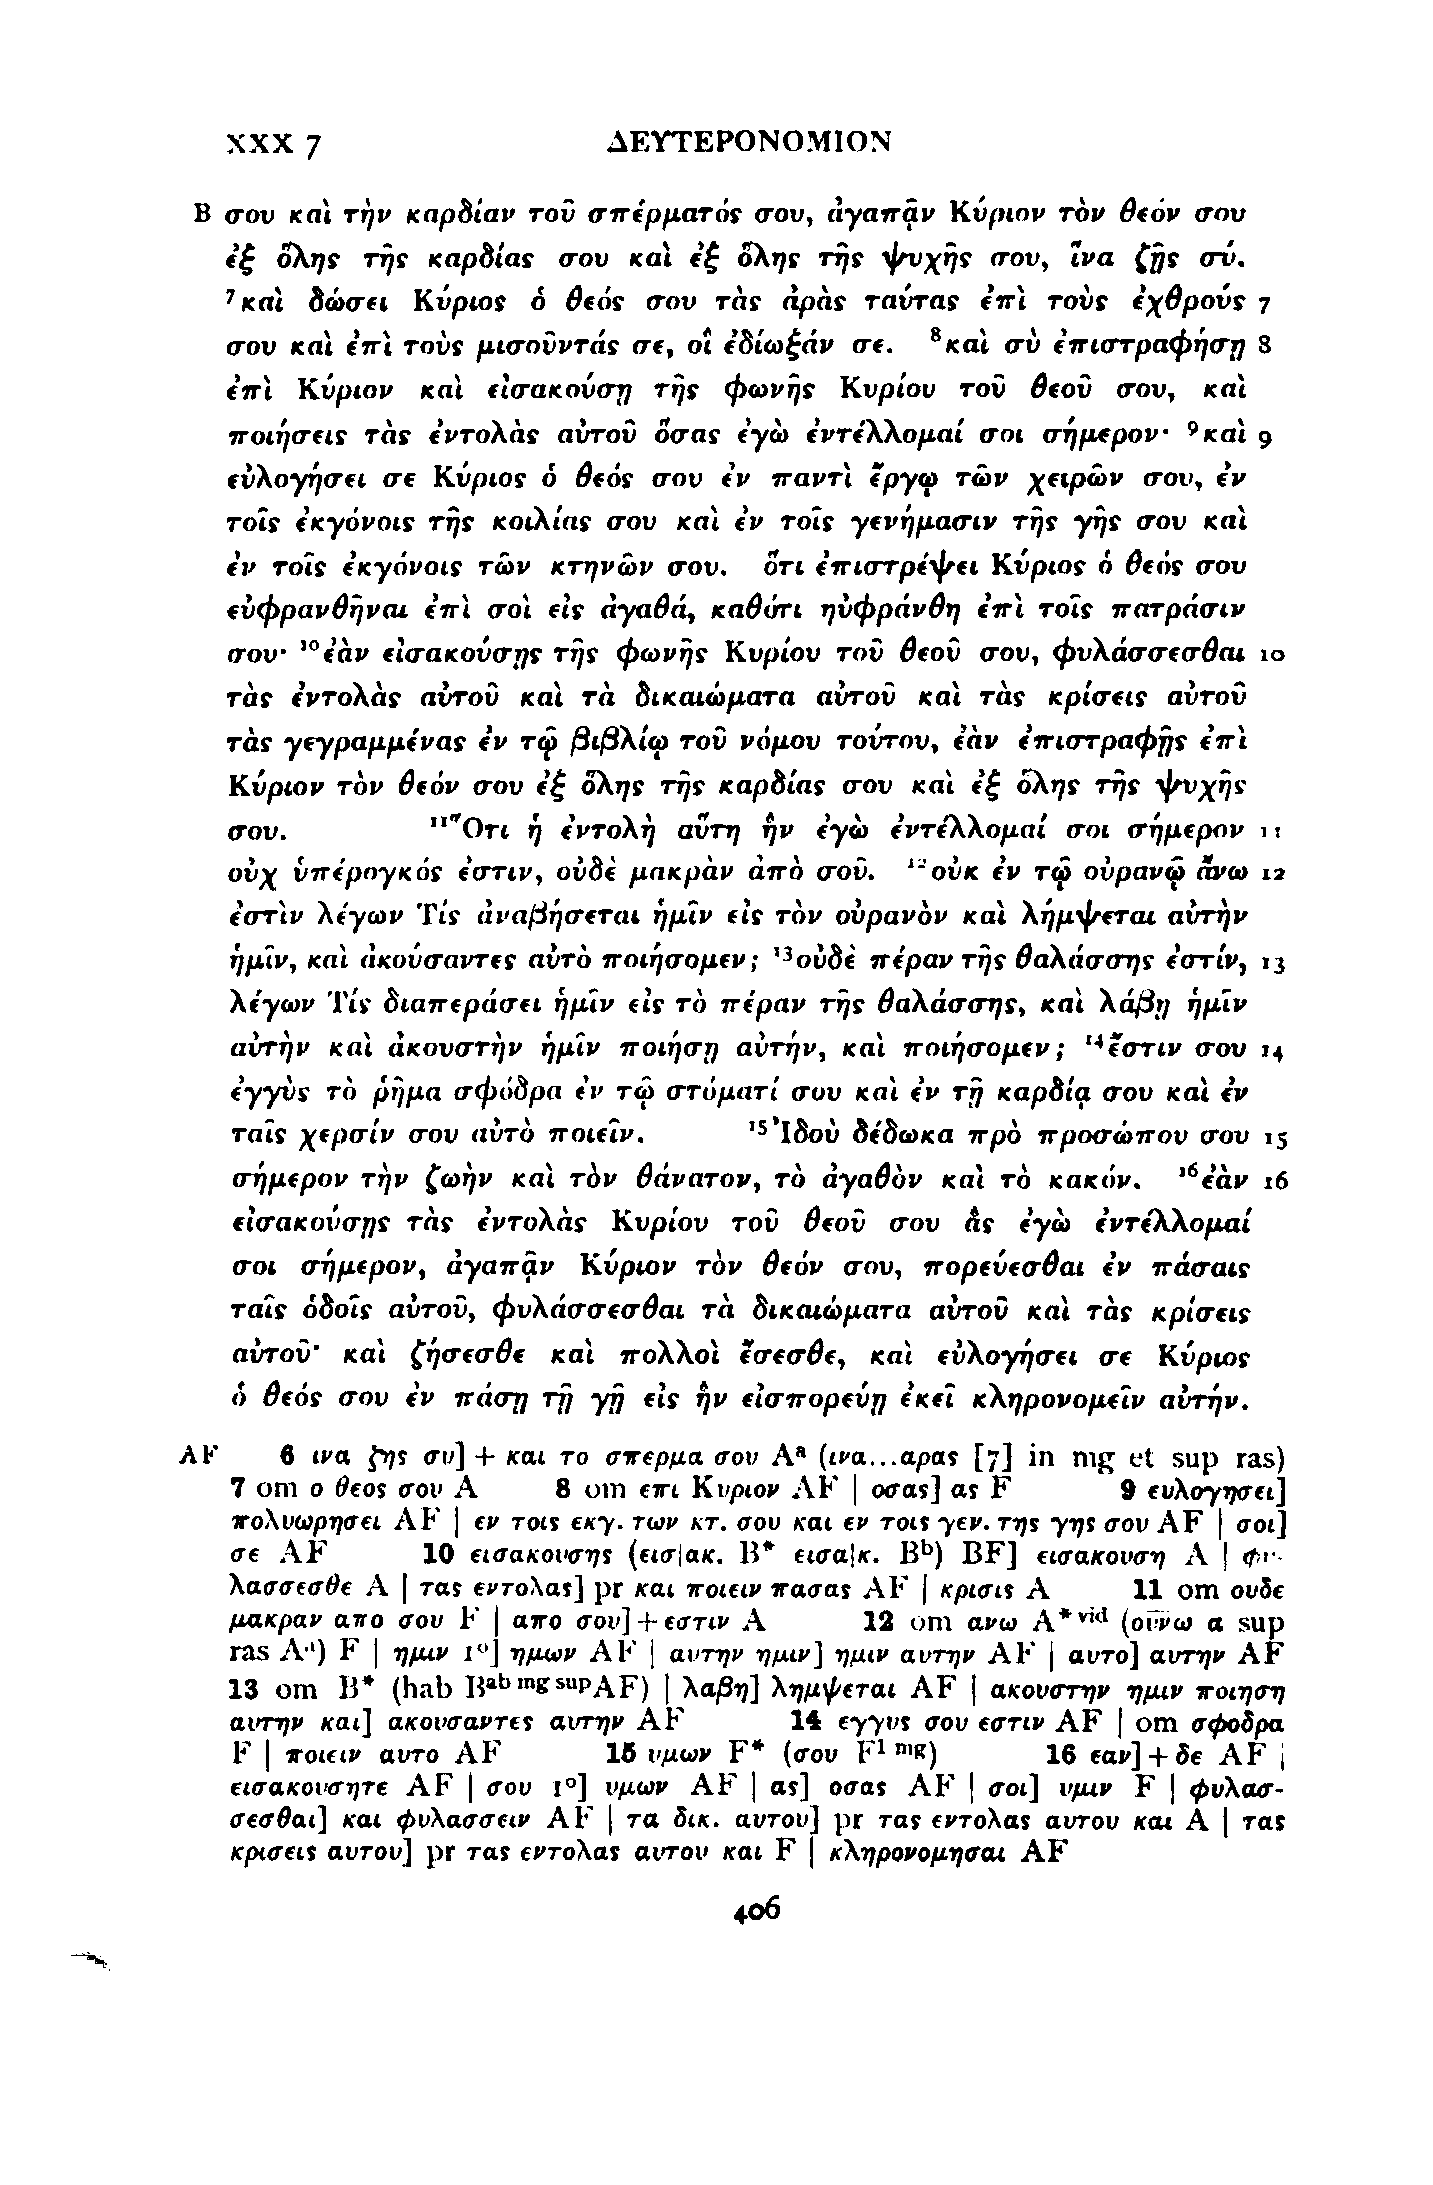 XXX 7 ΔΕΥΤΕΡΟΝΟΜΙΟΝ
B σου καὶ τὴν καρδίαν τοῦ σπέρματός σου, ἀγαπᾷν Κύριον τὸν θεόν σου
ἐξ ὅλης τῆς καρδίας σου καὶ ἐξ ὅλης τῆς ψυχῆς σου, ἵνα ζῇς σύ.
⁷καὶ δώσει Κύριος ὁ θεός σου τὰς ἀρὰς ταύτας ἐπὶ τοὺς ἐχθρούς 7
σου καὶ ἐπὶ τοὺς μισοῦντάς σε, οἳ ἐδίωξάν σε. ⁸καὶ σὺ ἐπιστραφήσῃ 8
ἐπὶ Κύριον καὶ εἰσακούσῃ τῆς φωνῆς Κυρίου τοῦ θεοῦ σου, καὶ
ποιήσεις τὰς ἐντολὰς αὐτοῦ ὅσας ἐγὼ ἐντέλλομαί σοι σήμερον· ⁹καὶ 9
εὐλογήσει σε Κύριος ὁ θεός σου ἐν παντὶ ἔργῳ τῶν χειρῶν σου, ἐν
τοῖς ἐκγόνοις τῆς κοιλίας σου καὶ ἐν τοῖς γενήμασιν τῆς γῆς σου καὶ
ἐν τοῖς ἐκγόνοις τῶν κτηνῶν σου. ὅτι ἐπιστρέψει Κύριος ὁ θεός σου
εὐφρανθῆναι ἐπὶ σοὶ εἰς ἀγαθά, καθότι ηὐφράνθη ἐπὶ τοῖς πατράσιν
σου· ¹⁰ἐὰν εἰσακούσῃς τῆς φωνῆς Κυρίου τοῦ θεοῦ σου, φυλάσσεσθαι 10
τὰς ἐντολὰς αὐτοῦ καὶ τὰ δικαιώματα αὐτοῦ καὶ τὰς κρίσεις αὐτοῦ
τὰς γεγραμμένας ἐν τῷ βιβλίῳ τοῦ νόμου τούτου, ἐὰν ἐπιστραφῇς ἐπὶ
Κύριον τὸν θεόν σου ἐξ ὅλης τῆς καρδίας σου καὶ ἐξ ὅλης τῆς ψυχῆς
σου. ¹¹Ὅτι ἡ ἐντολὴ αὕτη ἣν ἐγὼ ἐντέλλομαί σοι σήμερον 11
οὐχ ὑπέρογκός ἐστιν, οὐδὲ μακρὰν ἀπὸ σοῦ. ¹²οὐκ ἐν τῷ οὐρανῷ ἄνω 12
ἐστὶν λέγων Τίς ἀναβήσεται ἡμῖν εἰς τὸν οὐρανὸν καὶ λήμψεται αὐτὴν
ἡμῖν, καὶ ἀκούσαντες αὐτὸ ποιήσομεν; ¹³οὐδὲ πέραν τῆς θαλάσσης ἐστίν, 13
λέγων Τίς διαπεράσει ἡμῖν εἰς τὸ πέραν τῆς θαλάσσης, καὶ λάβῃ ἡμῖν
αὐτὴν καὶ ἀκουστὴν ἡμῖν ποιήσῃ αὐτήν, καὶ ποιήσομεν; ¹⁴ἔστιν σου 14
ἐγγὺς τὸ ῥῆμα σφόδρα ἐν τῷ στόματί σου καὶ ἐν τῇ καρδίᾳ σου καὶ ἐν
ταῖς χερσίν σου αὐτὸ ποιεῖν. ¹⁵Ἰδοὺ δέδωκα πρὸ προσώπου σου 15
σήμερον τὴν ζωὴν καὶ τὸν θάνατον, τὸ ἀγαθὸν καὶ τὸ κακόν. ¹⁶ἐὰν 16
εἰσακούσῃς τὰς ἐντολὰς Κυρίου τοῦ θεοῦ σου ἃς ἐγὼ ἐντέλλομαί
σοι σήμερον, ἀγαπᾷν Κύριον τὸν θεόν σου, πορεύεσθαι ἐν πάσαις
ταῖς ὁδοῖς αὐτοῦ, φυλάσσεσθαι τὰ δικαιώματα αὐτοῦ καὶ τὰς κρίσεις
αὐτοῦ· καὶ ζήσεσθε καὶ πολλοὶ ἔσεσθε, καὶ εὐλογήσει σε Κύριος
ὁ θεός σου ἐν πάσῃ τῇ γῇ εἰς ἣν εἰσπορεύῃ ἐκεῖ κληρονομεῖν αὐτήν.
AF 6 ινα ζης συ] + και το σπερμα σου Aᵃ (ινα...αρας [7] in mg et sup ras)
7 om ο θεος σου A 8 om επι Κυριον AF | οσας] ας F 9 ευλογησει]
πολυωρησει AF | εν τοις εκγ. των κτ. σου και εν τοις γεν. της γης σου AF | σοι]
σε AF 10 εισακουσης (εισ|ακ. B* εισα|κ. Bᵇ) BF] εισακουση A | φυ-
λασσεσθε A | τας εντολας] pr και ποιειν πασας AF | κρισις A 11 om ουδε
μακραν απο σου F | απο σου] + εστιν A 12 om ανω A*ᵛⁱᵈ (ουνω α sup
ras Aᵃ) F | ημιν 1°] ημων AF | αυτην ημιν] ημιν αυτην AF | αυτο] αυτην AF
13 om B* (hab Bᵃᵇ ᵐᵍ ˢᵘᵖ AF) | λαβη] λημψεται AF | ακουστην ημιν ποιηση
αυτην και] ακουσαντες αυτην AF 14 εγγυς σου εστιν AF | om σφοδρα
F | ποιειν αυτο AF 15 υμων F* (σου F¹ ᵐᵍ) 16 εαν] + δε AF |
εισακουσητε AF | σου 1°] υμων AF | ας] οσας AF | σοι] υμιν F | φυλασ-
σεσθαι] και φυλασσειν AF | τα δικ. αυτου] pr τας εντολας αυτου και A | τας
κρισεις αυτου] pr τας εντολας αυτου και F | κληρονομησαι AF
406